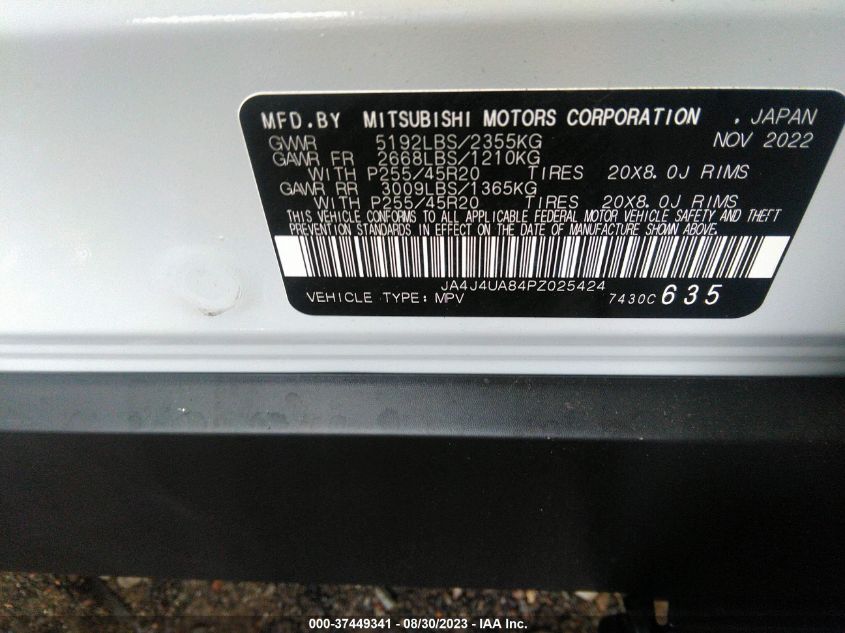 MFD.BY MITSUBISHI MOTORS CORPORATION , JAPAN
GVWR 5192LBS/2355KG NOV 2022
GAWR FR 2668LBS/1210KG
WITH P255/45R20 TIRES 20X8.0J RIMS
GAWR RR 3009LBS/1365KG
WITH P255/45R20 TIRES 20X8.0J RIMS
THIS VEHICLE CONFORMS TO ALL APPLICABLE FEDERAL MOTOR VEHICLE SAFETY AND THEFT
PREVENTION STANDARDS IN EFFECT ON THE DATE OF MANUFACTURE SHOWN ABOVE.
JA4J4UA84PZ025424
VEHICLE TYPE: MPV 7430C 635
000-37449341 - 08/30/2023 - IAA Inc.